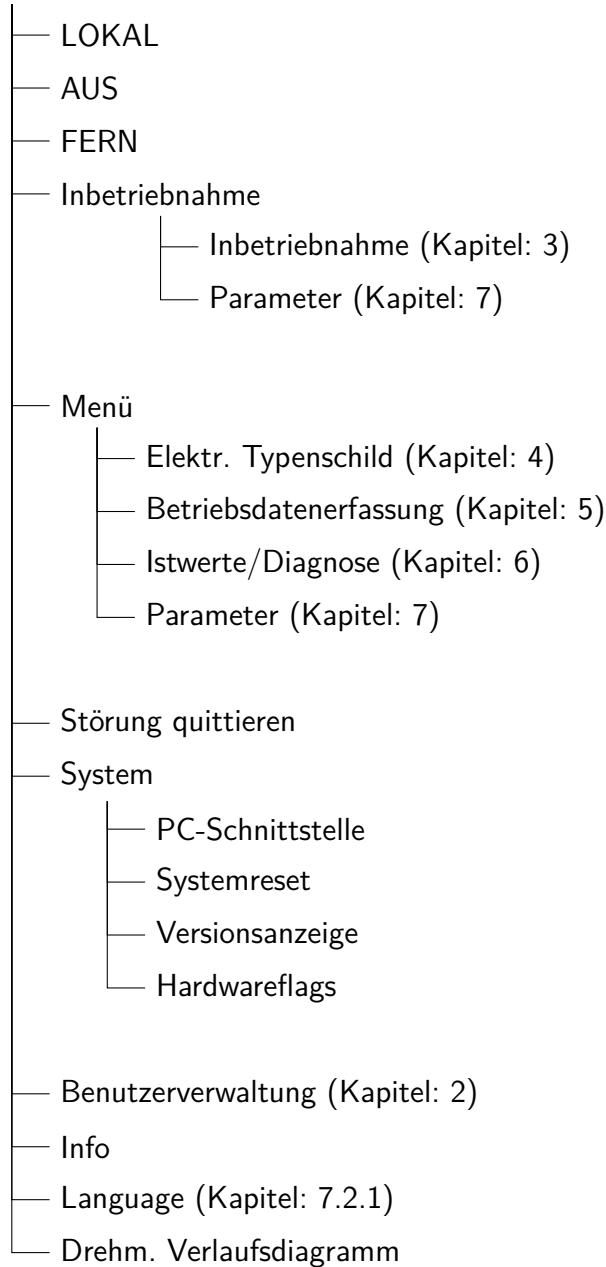 LOKAL
AUS
FERN
Inbetriebnahme
Inbetriebnahme (Kapitel: 3)
Parameter (Kapitel: 7)
Menü
Elektr. Typenschild (Kapitel: 4)
Betriebsdatenerfassung (Kapitel: 5)
Istwerte/Diagnose (Kapitel: 6)
Parameter (Kapitel: 7)
Störung quittieren
System
PC-Schnittstelle
Systemreset
Versionsanzeige
Hardwareflags
Benutzerverwaltung (Kapitel: 2)
Info
Language (Kapitel: 7.2.1)
Drehm. Verlaufsdiagramm